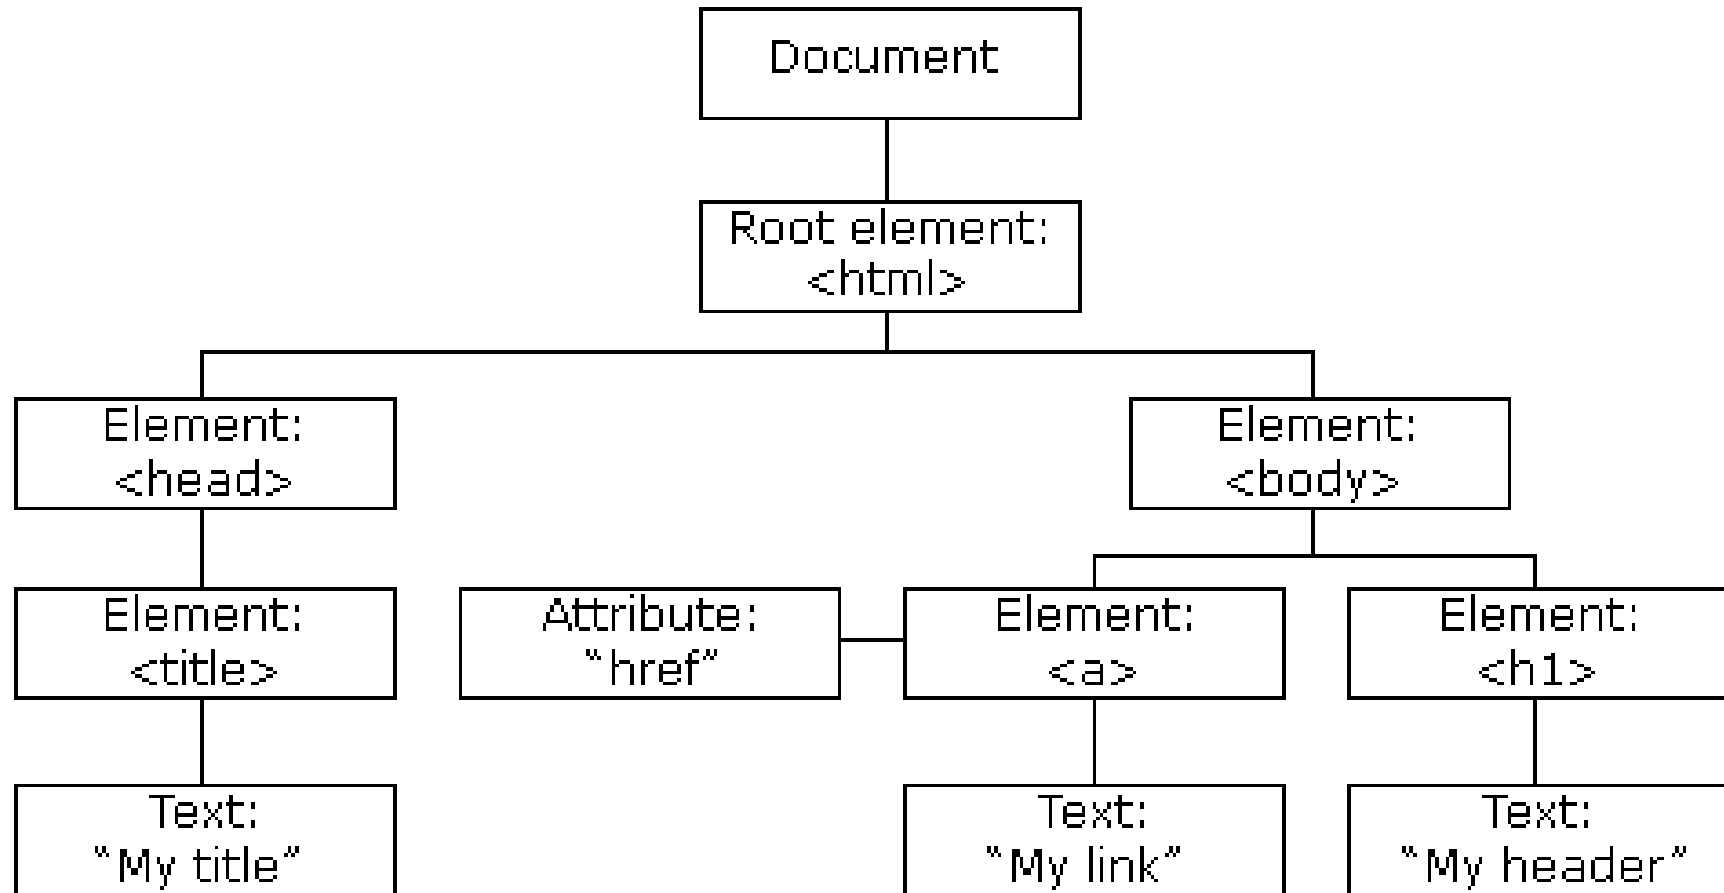 Document
Root element:
<html>
Element:
<head>
Element:
<body>
Element:
<title>
Attribute:
“href”
Element:
<a>
Element:
<h1>
Text:
“My title”
Text:
“My link”
Text:
“My header”